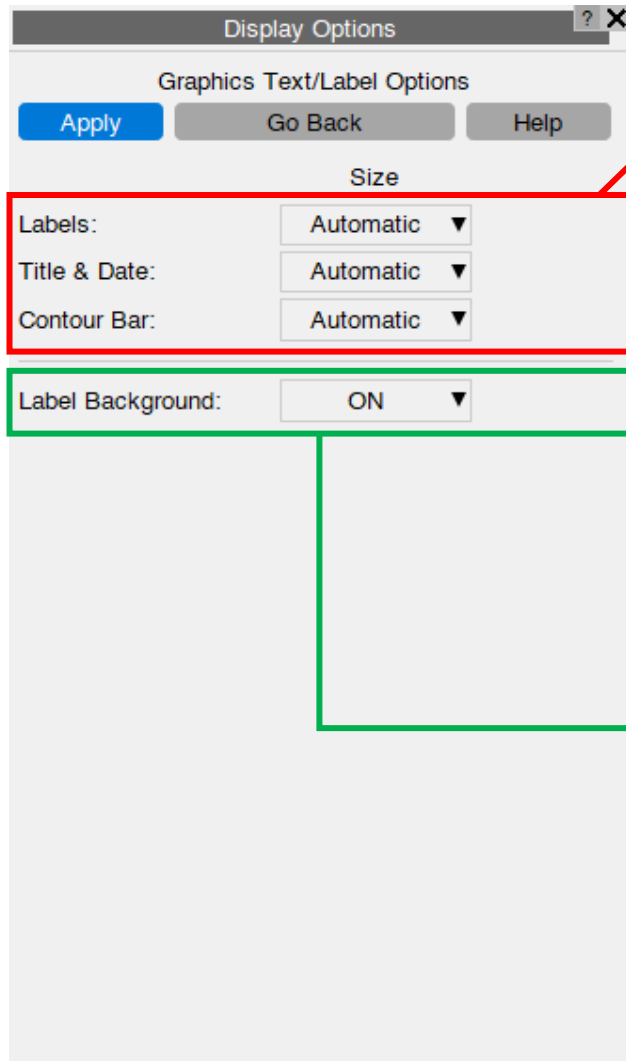 Display Options ? X
Graphics Text/Label Options
Apply Go Back Help
Size
Labels: Automatic ▼
Title & Date: Automatic ▼
Contour Bar: Automatic ▼
Label Background: ON ▼